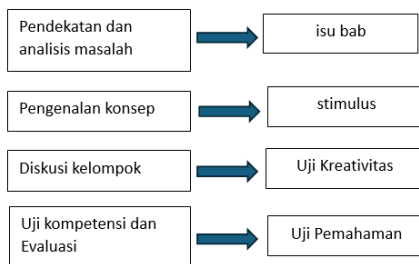 Pendekatan dan
analisis masalah
isu bab
Pengenalan konsep
stimulus
Diskusi kelompok
Uji Kreativitas
Uji kompetensi dan
Evaluasi
Uji Pemahaman